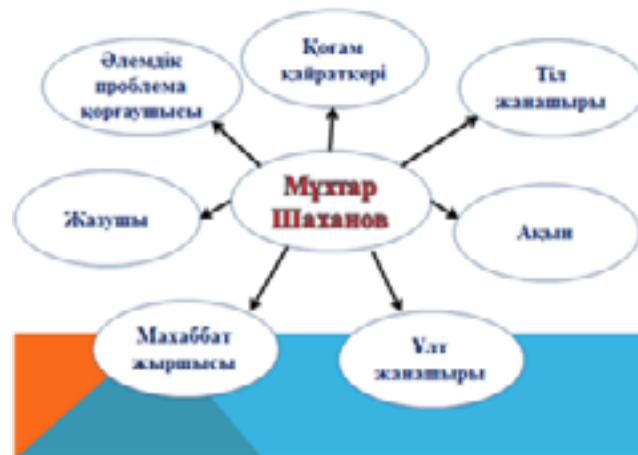 Әлемдік
проблема
қорғаушысы
Қоғам
қайраткері
Тіл
жанашыры
Жазушы
Мұхтар
Шаханов
Ақын
Махаббат
жыршысы
Ұлт
жанашыры